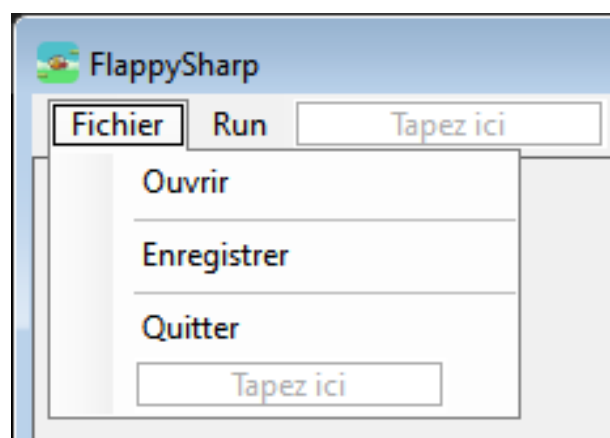 FlappySharp
Fichier Run Tapez ici
Ouvrir
Enregistrer
Quitter
Tapez ici